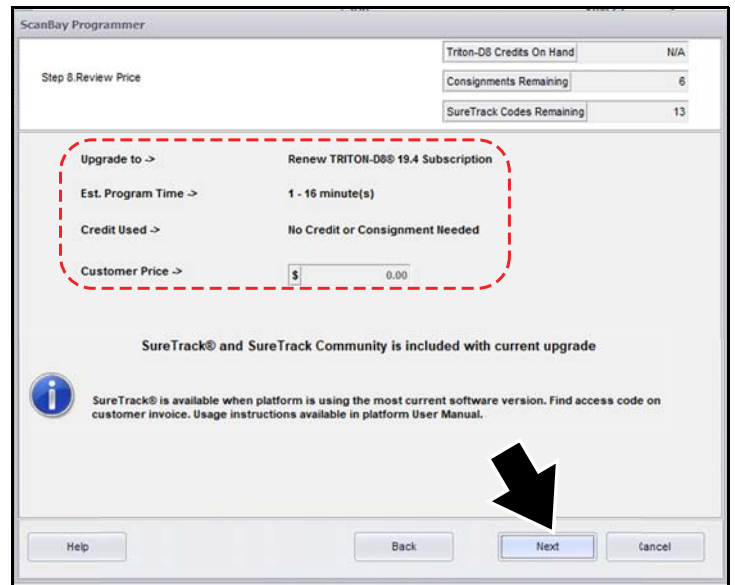 ScanBay Programmer
Triton-D8 Credits On Hand N/A
Step 8.Review Price
Consignments Remaining 6
SureTrack Codes Remaining 13
Upgrade to -> Renew TRITON-D8® 19.4 Subscription
Est. Program Time -> 1 - 16 minute(s)
Credit Used -> No Credit or Consignment Needed
Customer Price -> $ 0.00
SureTrack® and SureTrack Community is included with current upgrade
SureTrack® is available when platform is using the most current software version. Find access code on
customer invoice. Usage instructions available in platform User Manual.
Help Back Next Cancel